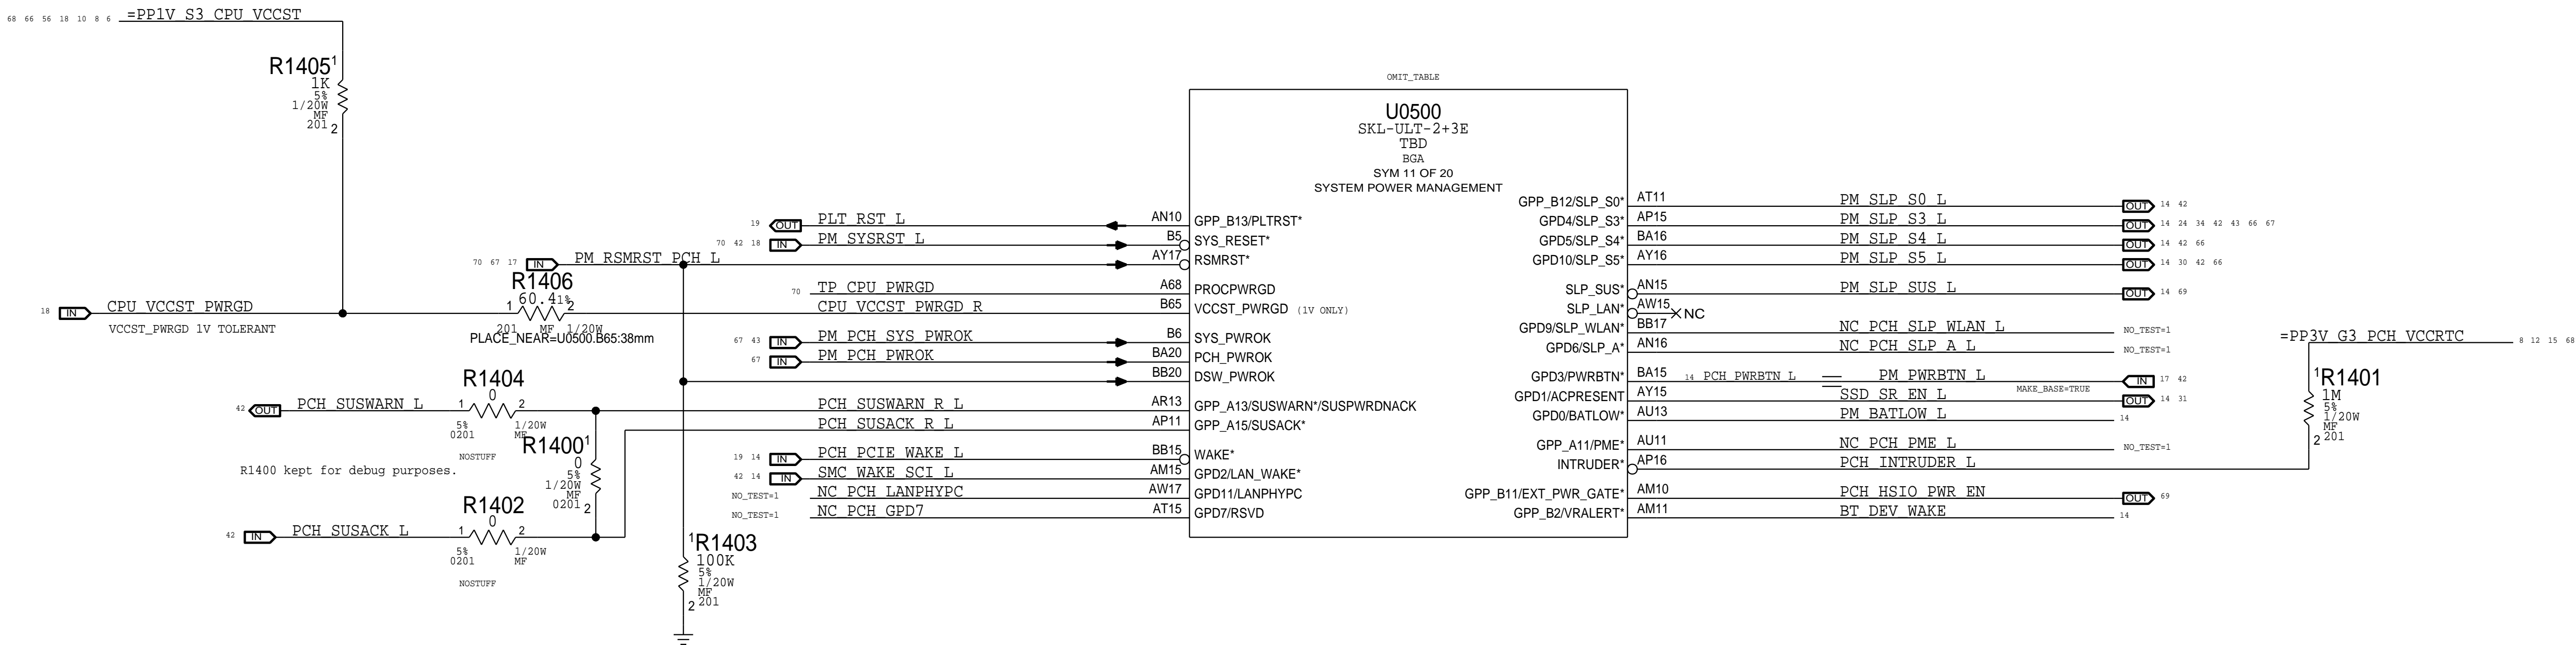 68 66 56 18 10 8 6 =PP1V_S3_CPU_VCCST
R1405 1
1K
5%
1/20W
MF
201 2
OMIT_TABLE
U0500
SKL-ULT-2+3E
TBD
BGA
SYM 11 OF 20
SYSTEM POWER MANAGEMENT
19 OUT PLT_RST_L AN10 GPP_B13/PLTRST*
70 42 18 IN PM_SYSRST_L B5 SYS_RESET*
70 67 17 IN PM_RSMRST_PCH_L AY17 RSMRST*
R1406
60.4 1%
1 2
201 MF 1/20W
PLACE_NEAR=U0500.B65:38mm
70 TP_CPU_PWRGD A68 PROCPWRGD
18 IN CPU_VCCST_PWRGD
VCCST_PWRGD 1V TOLERANT
CPU_VCCST_PWRGD_R B65 VCCST_PWRGD (1V ONLY)
67 43 IN PM_PCH_SYS_PWROK B6 SYS_PWROK
67 IN PM_PCH_PWROK BA20 PCH_PWROK
BB20 DSW_PWROK
R1404
0
42 OUT PCH_SUSWARN_L 1 2
5% 1/20W
0201 MF
NOSTUFF
PCH_SUSWARN_R_L AR13 GPP_A13/SUSWARN*/SUSPWRDNACK
PCH_SUSACK_R_L AP11 GPP_A15/SUSACK*
R1400 1
0
5%
1/20W
MF
0201 2
R1400 kept for debug purposes.
19 14 IN PCH_PCIE_WAKE_L BB15 WAKE*
42 14 IN SMC_WAKE_SCI_L AM15 GPD2/LAN_WAKE*
NO_TEST=1 NC_PCH_LANPHYPC AW17 GPD11/LANPHYPC
NO_TEST=1 NC_PCH_GPD7 AT15 GPD7/RSVD
R1402
0
42 IN PCH_SUSACK_L 1 2
5% 1/20W
0201 MF
NOSTUFF
1 R1403
100K
5%
1/20W
MF
2 201
GPP_B12/SLP_S0* AT11 PM_SLP_S0_L OUT 14 42
GPD4/SLP_S3* AP15 PM_SLP_S3_L OUT 14 24 34 42 43 66 67
GPD5/SLP_S4* BA16 PM_SLP_S4_L OUT 14 42 66
GPD10/SLP_S5* AY16 PM_SLP_S5_L OUT 14 30 42 66
SLP_SUS* AN15 PM_SLP_SUS_L OUT 14 69
SLP_LAN* AW15 NC
GPD9/SLP_WLAN* BB17 NC_PCH_SLP_WLAN_L NO_TEST=1
GPD6/SLP_A* AN16 NC_PCH_SLP_A_L NO_TEST=1
GPD3/PWRBTN* BA15 14 PCH_PWRBTN_L PM_PWRBTN_L IN 17 42
MAKE_BASE=TRUE
GPD1/ACPRESENT AY15 SSD_SR_EN_L OUT 14 31
GPD0/BATLOW* AU13 PM_BATLOW_L 14
GPP_A11/PME* AU11 NC_PCH_PME_L NO_TEST=1
INTRUDER* AP16 PCH_INTRUDER_L
GPP_B11/EXT_PWR_GATE* AM10 PCH_HSIO_PWR_EN OUT 69
GPP_B2/VRALERT* AM11 BT_DEV_WAKE 14
=PP3V_G3_PCH_VCCRTC 8 12 15 68
1 R1401
1M
5%
1/20W
MF
2 201